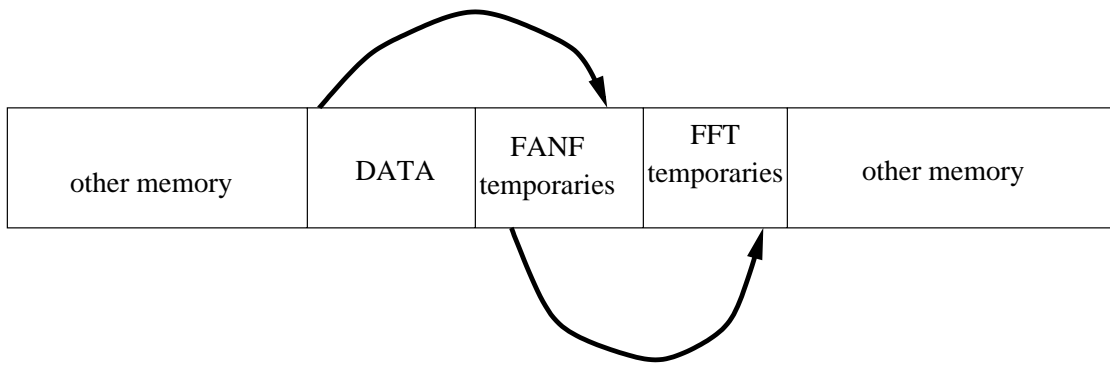 other memory
DATA
FANF
temporaries
FFT
temporaries
other memory